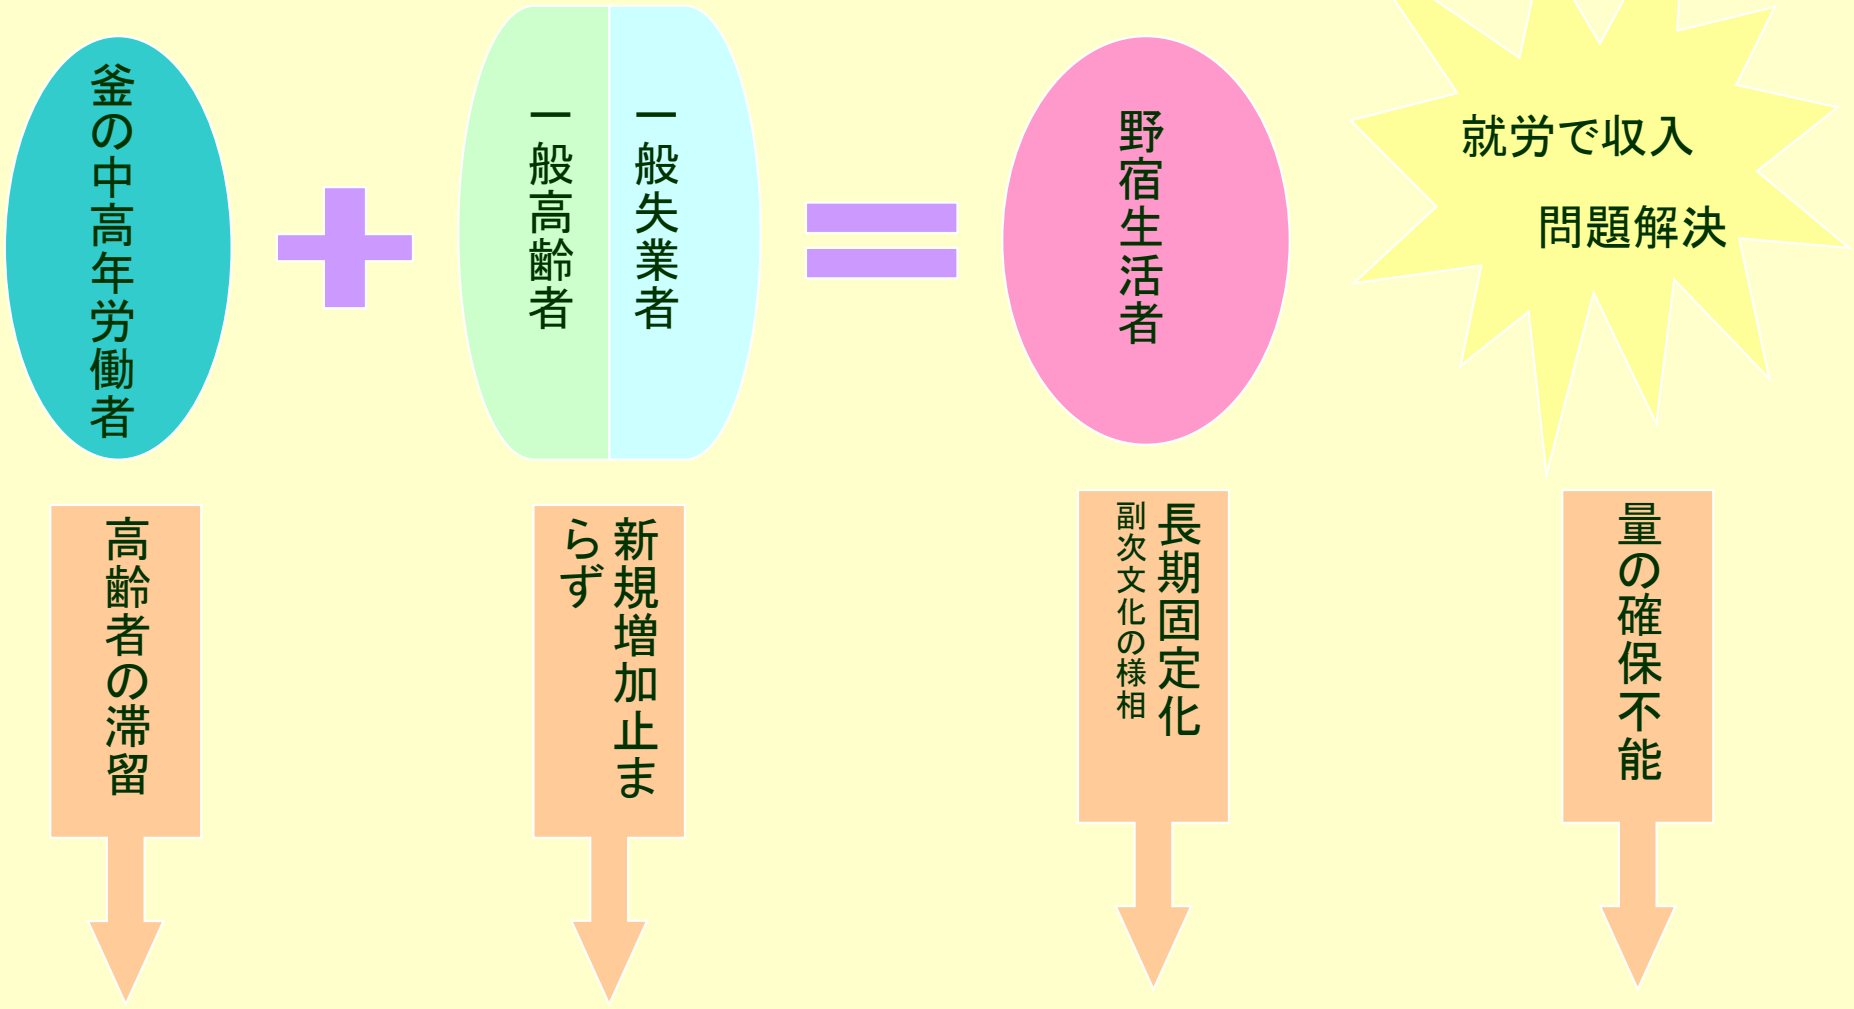 釜の中高年労働者
一般失業者
一般高齢者
野宿生活者
就労で収入
問題解決
高齢者の滞留
新規増加止ま
らず
長期固定化
副次文化の様相
量の確保不能